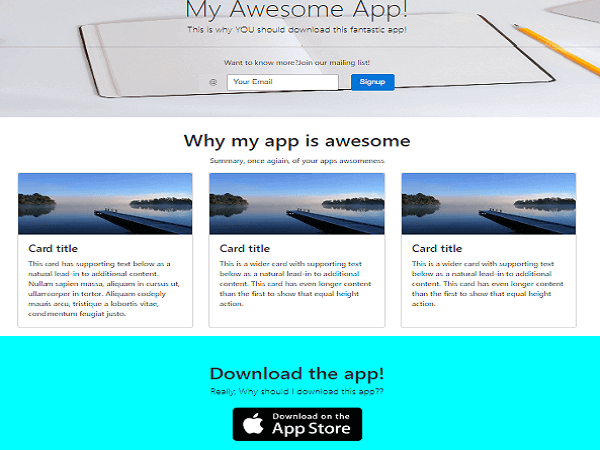 My Awesome App!
This is why YOU should download this fantastic app!
Want to know more?Join our mailing list!
@ Your Email Signup
Why my app is awesome
Summary, once agiain, of your apps awsomeness
Card title
This card has supporting text below as a
natural lead-in to additional content.
Nullam sapien massa, aliquam in cursus ut,
ullamcorper in tortor. Aliquam codeply
mauris arcu, tristique a lobortis vitae,
condimentum feugiat justo.
Card title
This is a wider card with supporting text
below as a natural lead-in to additional
content. This card has even longer content
than the first to show that equal height
action.
Card title
This is a wider card with supporting text
below as a natural lead-in to additional
content. This card has even longer content
than the first to show that equal height
action.
Download the app!
Really, Why should I download this app??
Download on the
App Store